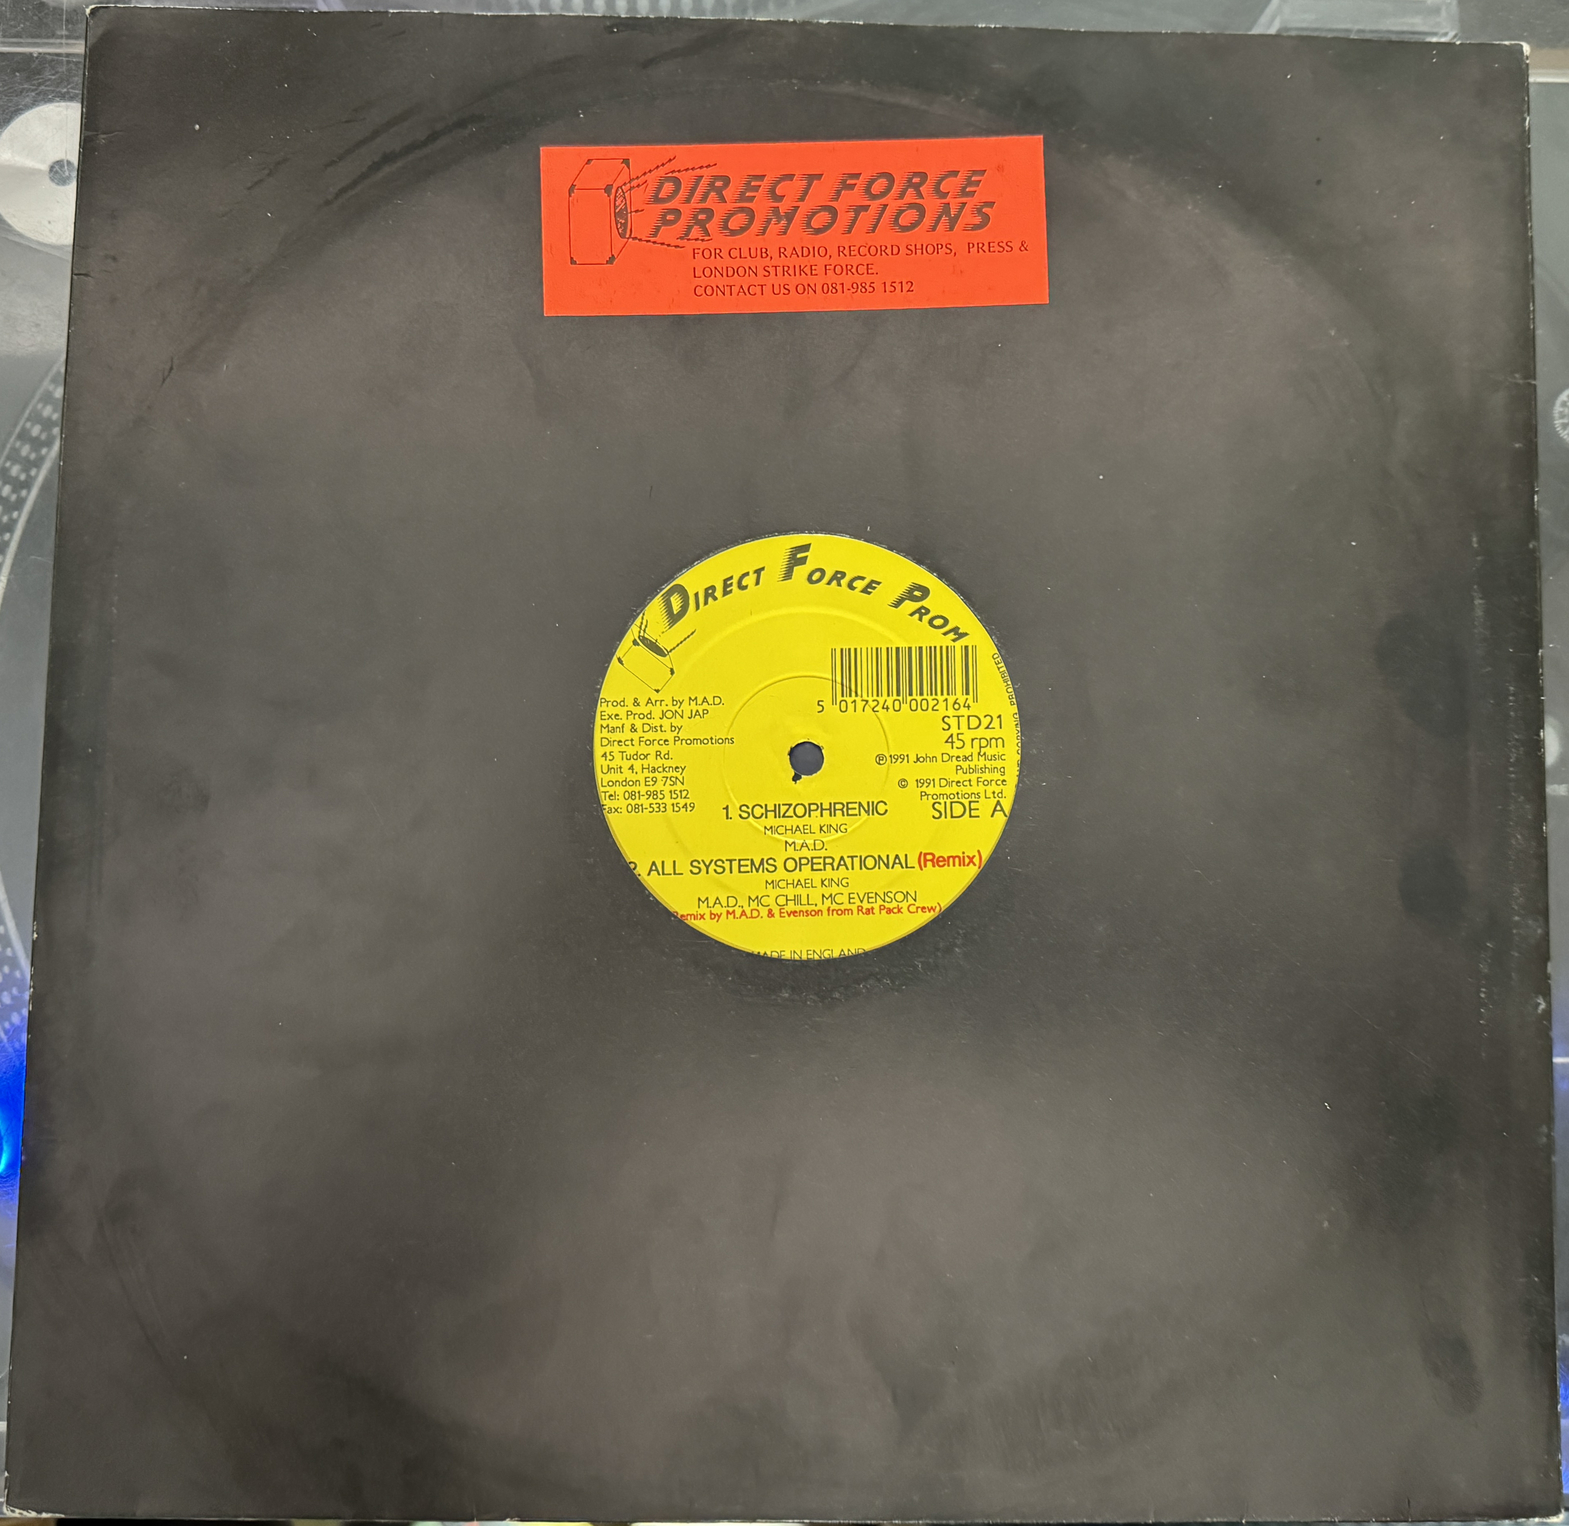 DIRECT FORCE
PROMOTIONS
FOR CLUB, RADIO, RECORD SHOPS, PRESS &
LONDON STRIKE FORCE.
CONTACT US ON 081-985 1512
DIRECT FORCE PROM
PROHIBITED
5 017240 002164
Prod. & Arr. by M.A.D.
Exe. Prod. JON JAP
Manf & Dist. by
Direct Force Promotions
45 Tudor Rd.
Unit 4, Hackney
London E9 7SN
Tel: 081-985 1512
Fax: 081-533 1549
STD21
45 rpm
℗ 1991 John Dread Music
Publishing
© 1991 Direct Force
Promotions Ltd.
SIDE A
1. SCHIZOPHRENIC
MICHAEL KING
M.A.D.
2. ALL SYSTEMS OPERATIONAL (Remix)
MICHAEL KING
M.A.D., MC CHILL, MC EVENSON
emix by M.A.D. & Evenson from Rat Pack Crew)
MADE IN ENGLAND